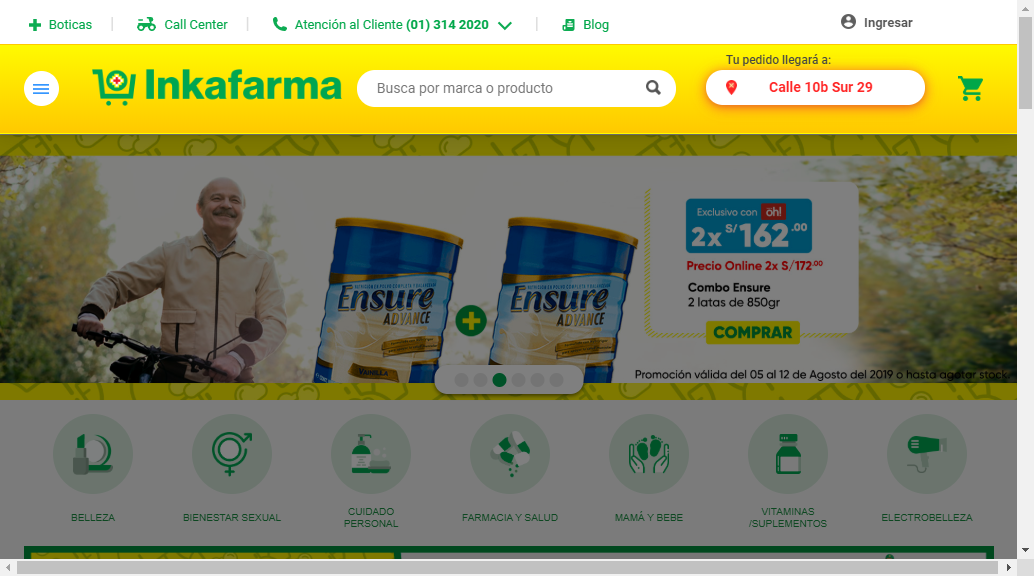 Boticas
Call Center
Atención al Cliente (01) 314 2020
Blog
Ingresar
Inkafarma
Busca por marca o producto
Tu pedido llegará a:
Calle 10b Sur 29
Exclusivo con öh!
2x S/162.00
Precio Online 2x S/172.00
Combo Ensure
2 latas de 850gr
COMPRAR
Promoción válida del 05 al 12 de Agosto del 2019 o hasta agotar stock.
Ensure
ADVANCE
VAINILLA
Ensure
ADVANCE
BELLEZA
BIENESTAR SEXUAL
CUIDADO
PERSONAL
FARMACIA Y SALUD
MAMÁ Y BEBE
VITAMINAS
/SUPLEMENTOS
ELECTROBELLEZA